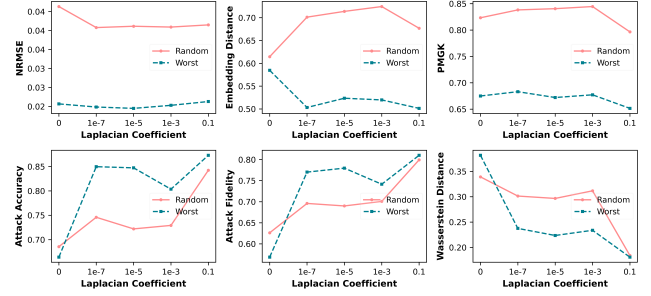 NRMSE
0.04
0.04
0.03
0.03
0.02
Random
Worst
0
1e-7
1e-5
1e-3
0.1
Laplacian Coefficient
Embedding Distance
0.70
0.65
0.60
0.55
0.50
Random
Worst
0
1e-7
1e-5
1e-3
0.1
Laplacian Coefficient
PMGK
0.85
0.80
0.75
0.70
0.65
Random
Worst
0
1e-7
1e-5
1e-3
0.1
Laplacian Coefficient
Attack Accuracy
0.85
0.80
0.75
0.70
Random
Worst
0
1e-7
1e-5
1e-3
0.1
Laplacian Coefficient
Attack Fidelity
0.80
0.75
0.70
0.65
0.60
Random
Worst
0
1e-7
1e-5
1e-3
0.1
Laplacian Coefficient
Wasserstein Distance
0.35
0.30
0.25
0.20
Random
Worst
0
1e-7
1e-5
1e-3
0.1
Laplacian Coefficient